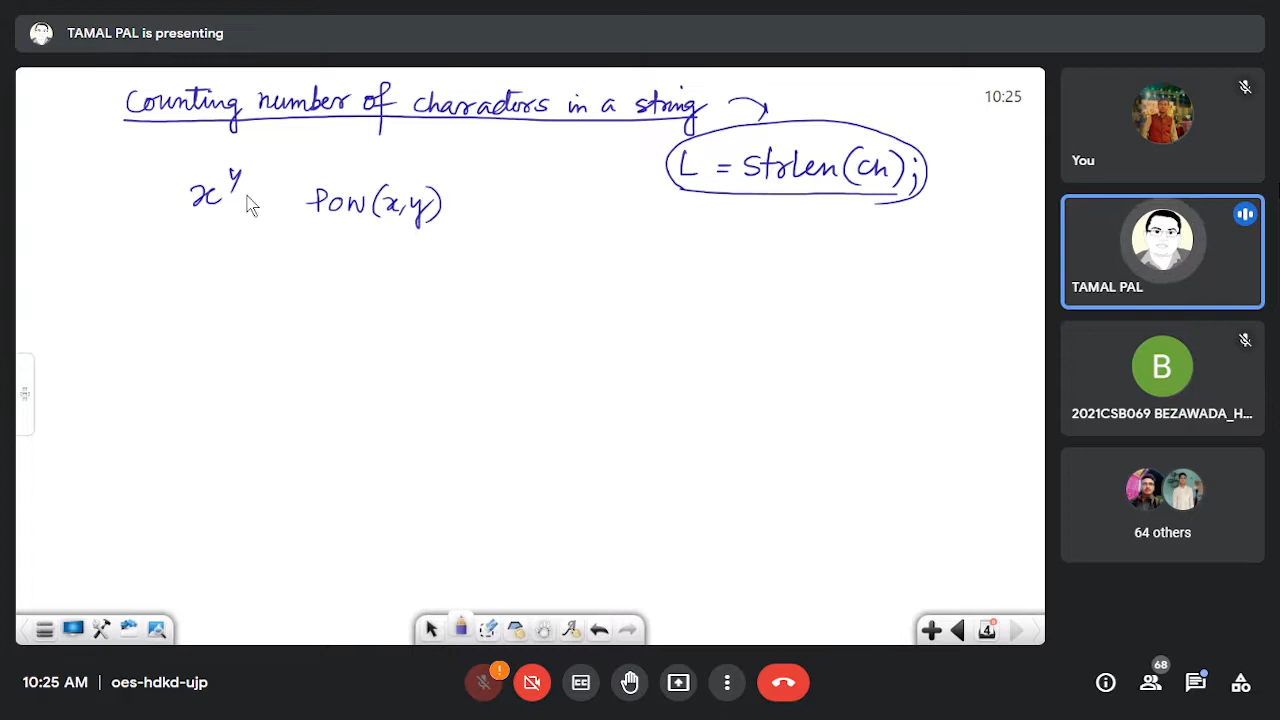 TAMAL PAL is presenting
Counting number of charactors in a string
10:25
L = strlen(ch);
x^y POW(x,y)
You
TAMAL PAL
B
2021CSB069 BEZAWADA_H...
64 others
4
10:25 AM | oes-hdkd-ujp
68